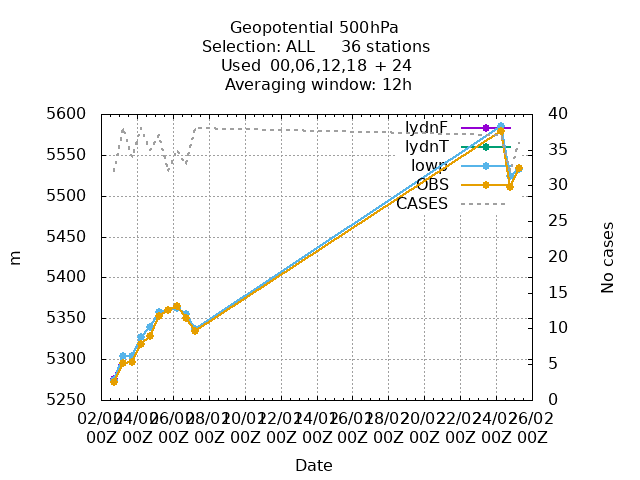 Geopotential 500hPa
Selection: ALL 36 stations
Used 00,06,12,18 + 24
Averaging window: 12h
5600
5550
5500
5450
5400
5350
5300
5250
40
35
30
25
20
15
10
5
0
lydnF
lydnT
lowp
OBS
CASES
m
No cases
02/02 04/02 06/02 08/02 10/02 12/02 14/02 16/02 18/02 20/02 22/02 24/02 26/02
00Z 00Z 00Z 00Z 00Z 00Z 00Z 00Z 00Z 00Z 00Z 00Z 00Z
Date